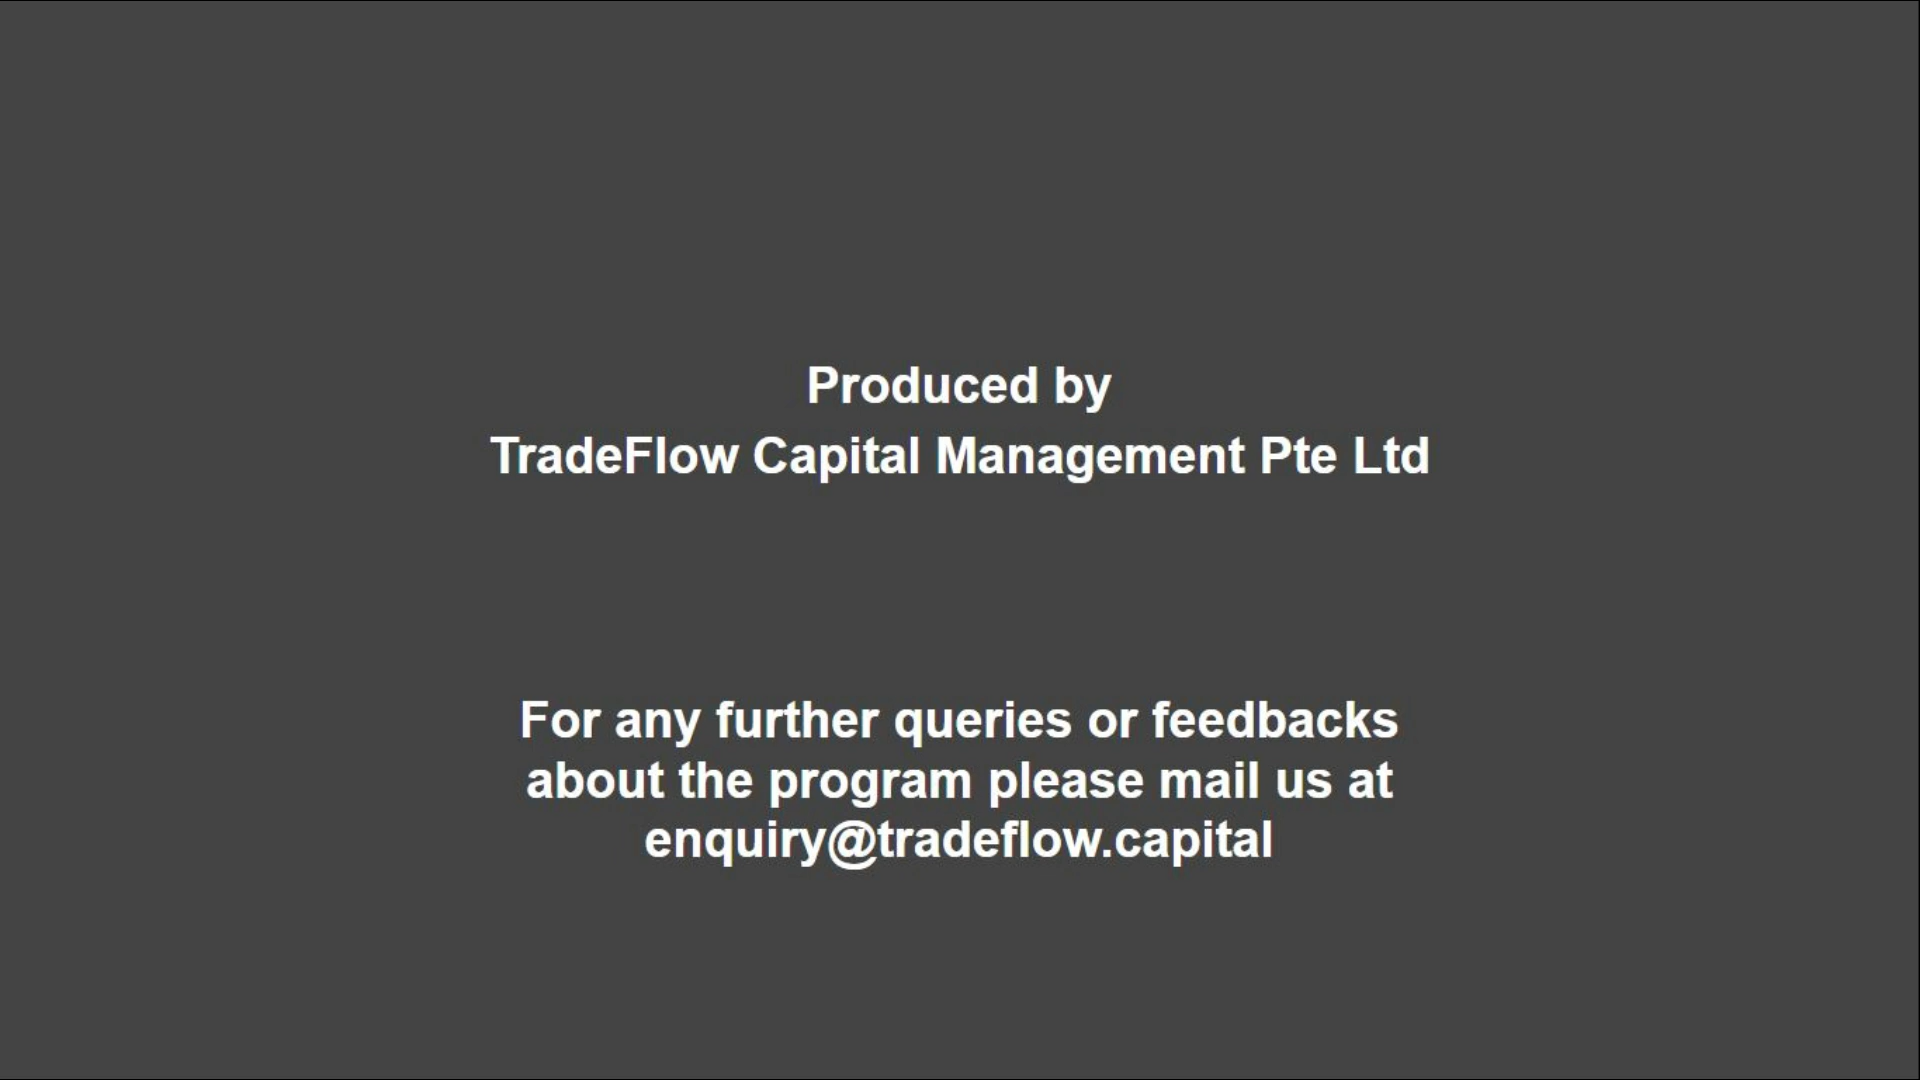 Produced by
TradeFlow Capital Management Pte Ltd
For any further queries or feedbacks
about the program please mail us at
enquiry@tradeflow.capital